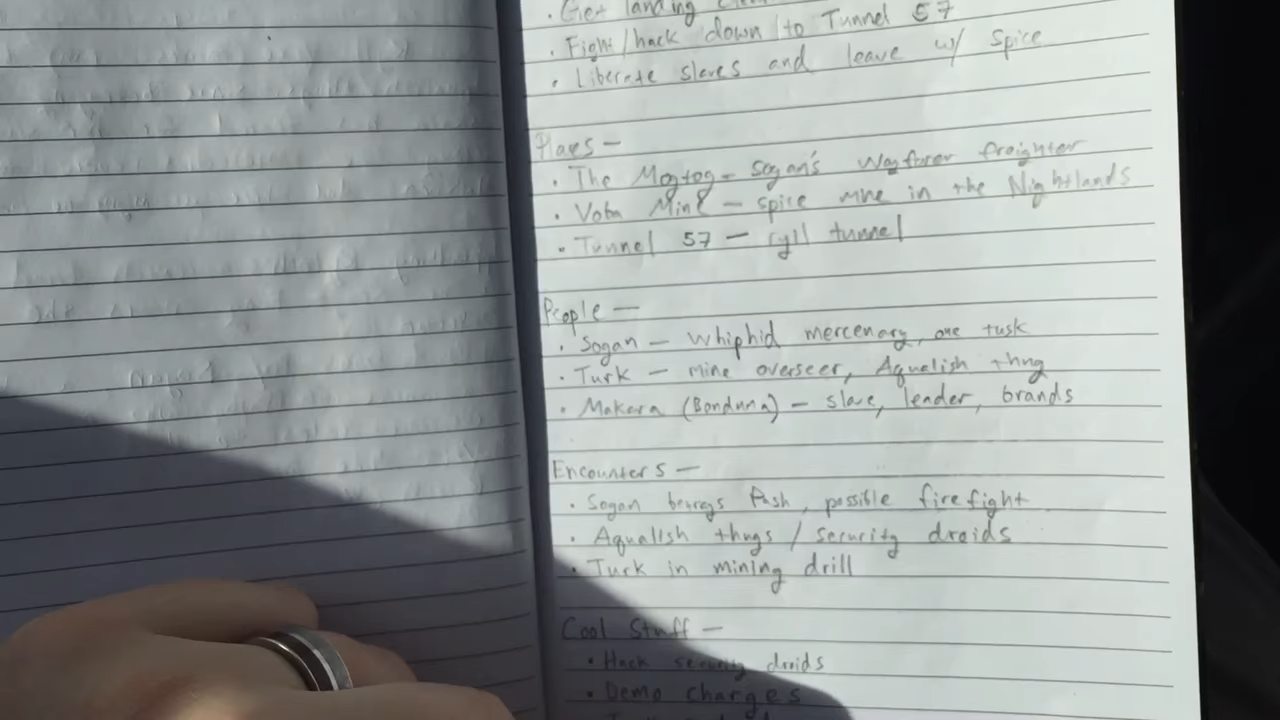 · Get landing
· Fight/hack down to Tunnel 57
· Liberate slaves and leave w/ Spice
Places —
· The Mogtog - Sogan's Wayfarer freighter
· Vota Mine - spice mine in the Nightlands
· Tunnel 57 — ryll tunnel
People —
· Sogan — Whiphid mercenary, one tusk
· Turk — mine overseer, Aqualish thug
· Makara (Bonduna) — slave, leader, brands
Encounters —
· Sogan betrays Pash, possible firefight
· Aqualish thugs / security droids
· Turk in mining drill
Cool Stuff —
· Hack security droids
· Demo charges